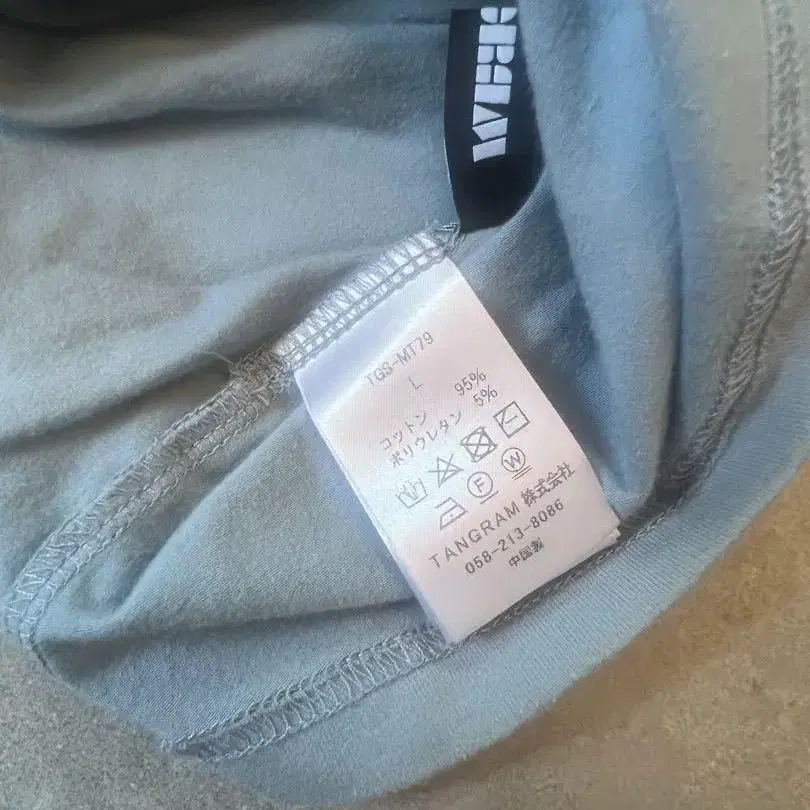 TGS-MT79
L
コットン 95%
ポリウレタン 5%
F W
TANGRAM 株式会社
058-213-8086
中国製